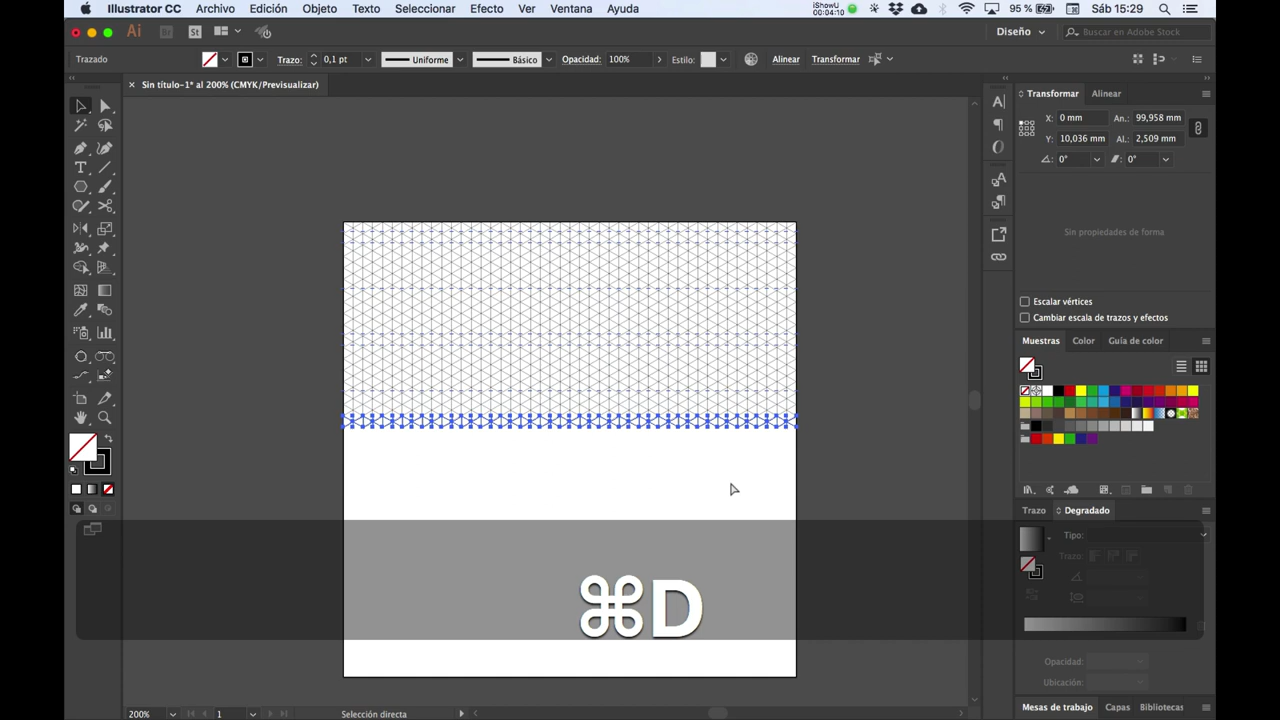 Illustrator CC Archivo Edición Objeto Texto Seleccionar Efecto Ver Ventana Ayuda iShowU 00:04:10 95 % Sáb 15:29
Ai Br St Diseño Buscar en Adobe Stock
Trazado Trazo: 0,1 pt Uniforme Básico Opacidad: 100% Estilo: Alinear Transformar
× Sin título-1* al 200% (CMYK/Previsualizar)
Transformar Alinear
X: 0 mm An.: 99,958 mm
Y: 10,036 mm Al.: 2,509 mm
0° 0°
Sin propiedades de forma
Escalar vértices
Cambiar escala de trazos y efectos
Muestras Color Guía de color
Trazo Degradado
Tipo:
Trazo:
⌘D
Opacidad:
Ubicación:
200% 1 Selección directa
Mesas de trabajo Capas Bibliotecas